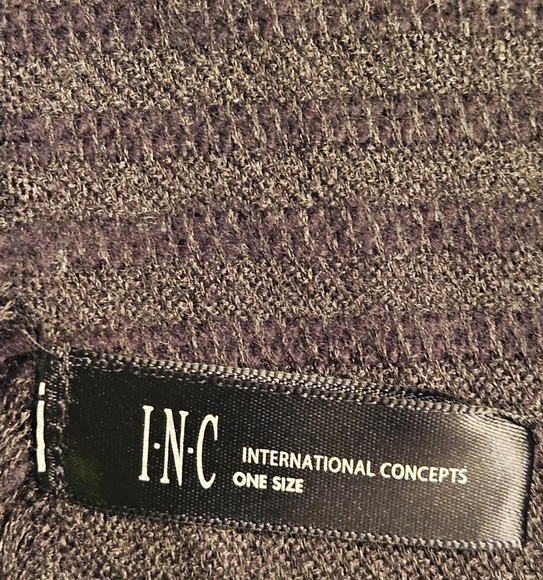 I·N·C INTERNATIONAL CONCEPTS
ONE SIZE